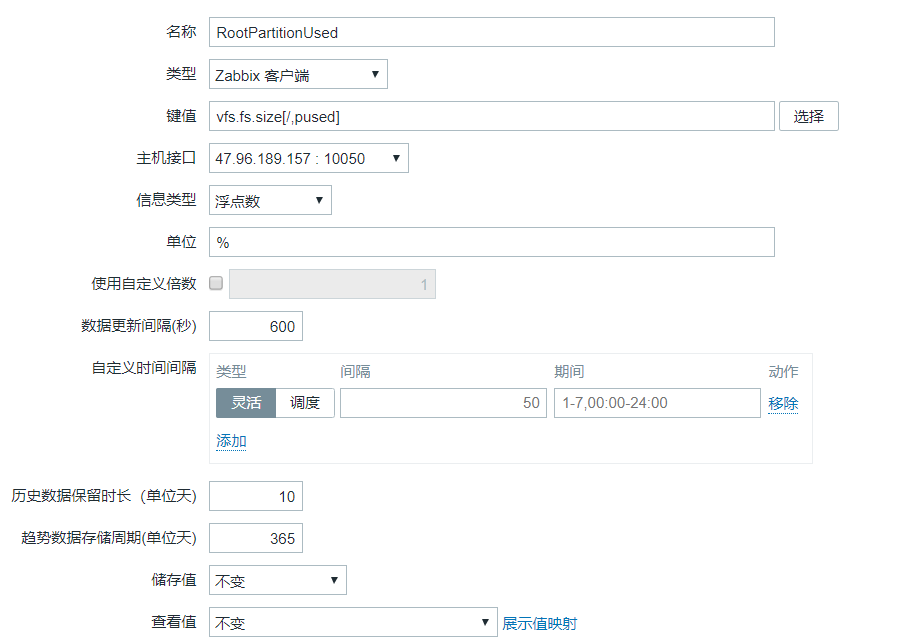 名称 RootPartitionUsed
类型 Zabbix 客户端
键值 vfs.fs.size[/,pused] 选择
主机接口 47.96.189.157 : 10050
信息类型 浮点数
单位 %
使用自定义倍数 1
数据更新间隔(秒) 600
自定义时间间隔 类型 间隔 期间 动作
灵活 调度 50 1-7,00:00-24:00 移除
添加
历史数据保留时长（单位天) 10
趋势数据存储周期(单位天) 365
储存值 不变
查看值 不变 展示值映射